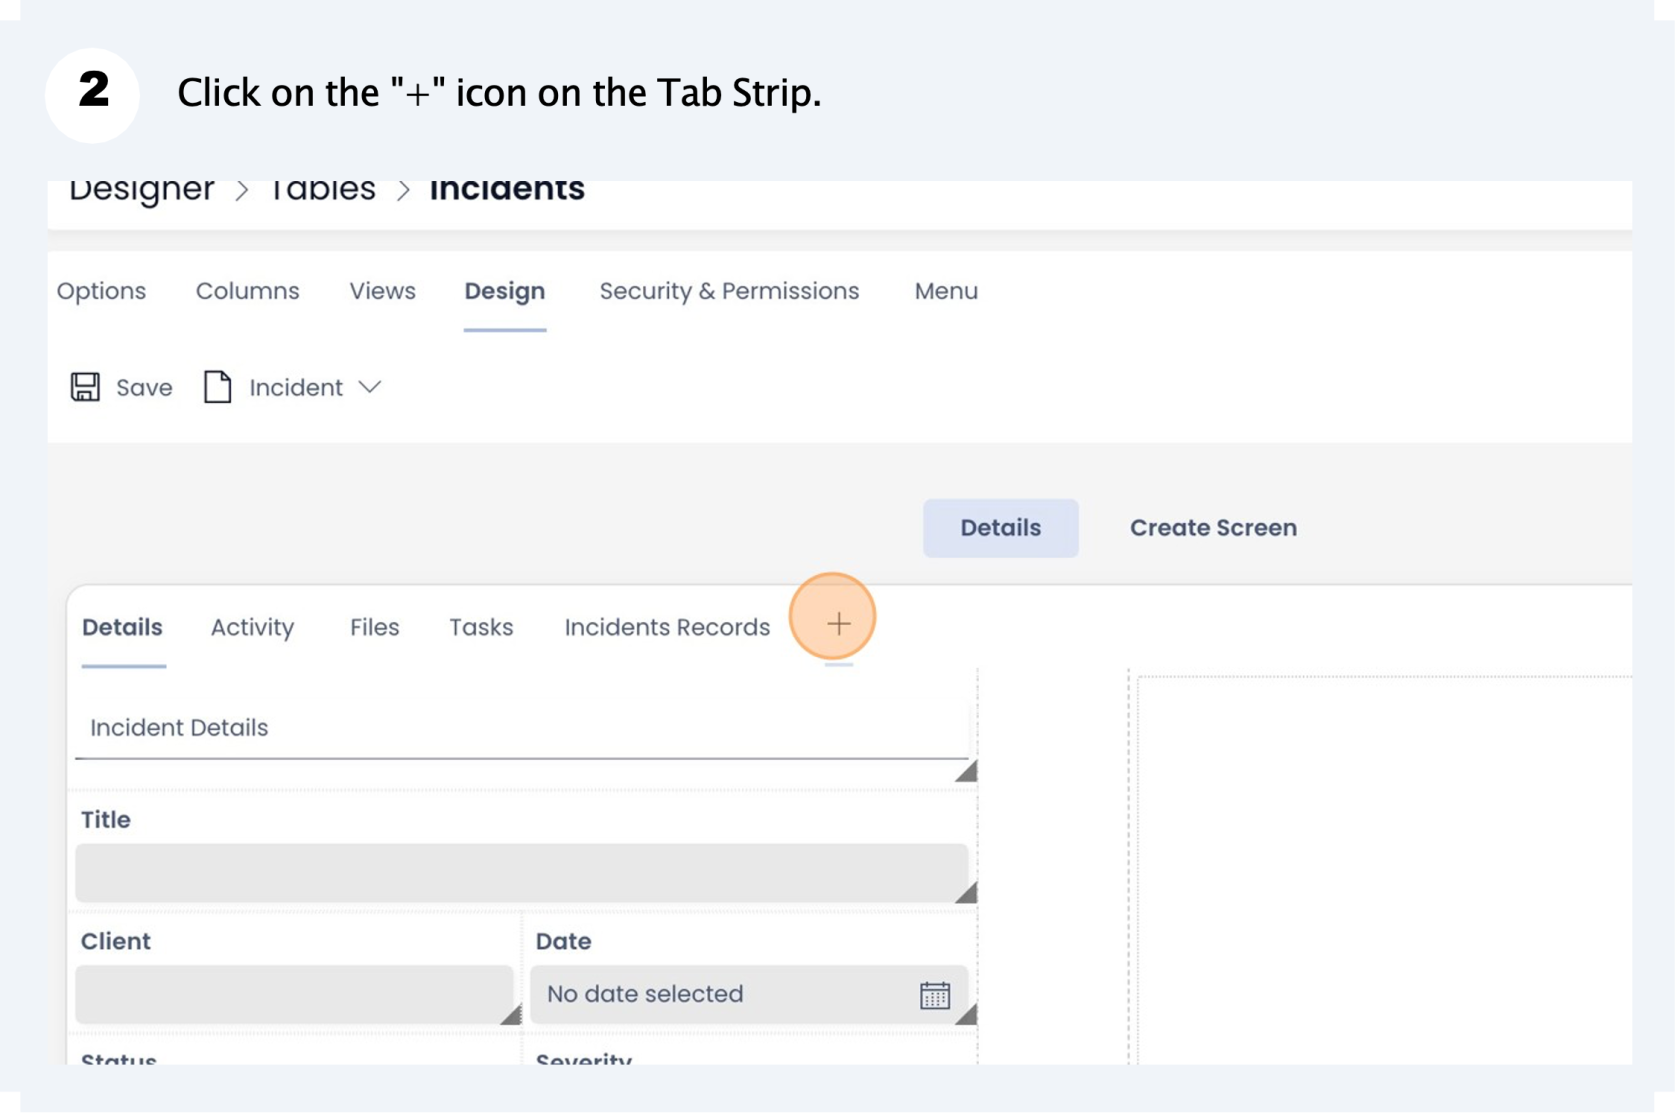 2
Click on the "+" icon on the Tab Strip.
Designer > Tables > Incidents
Options Columns Views Design Security & Permissions Menu
Save Incident
Details Create Screen
Details Activity Files Tasks Incidents Records +
Incident Details
Title
Client Date
No date selected
Status Severity